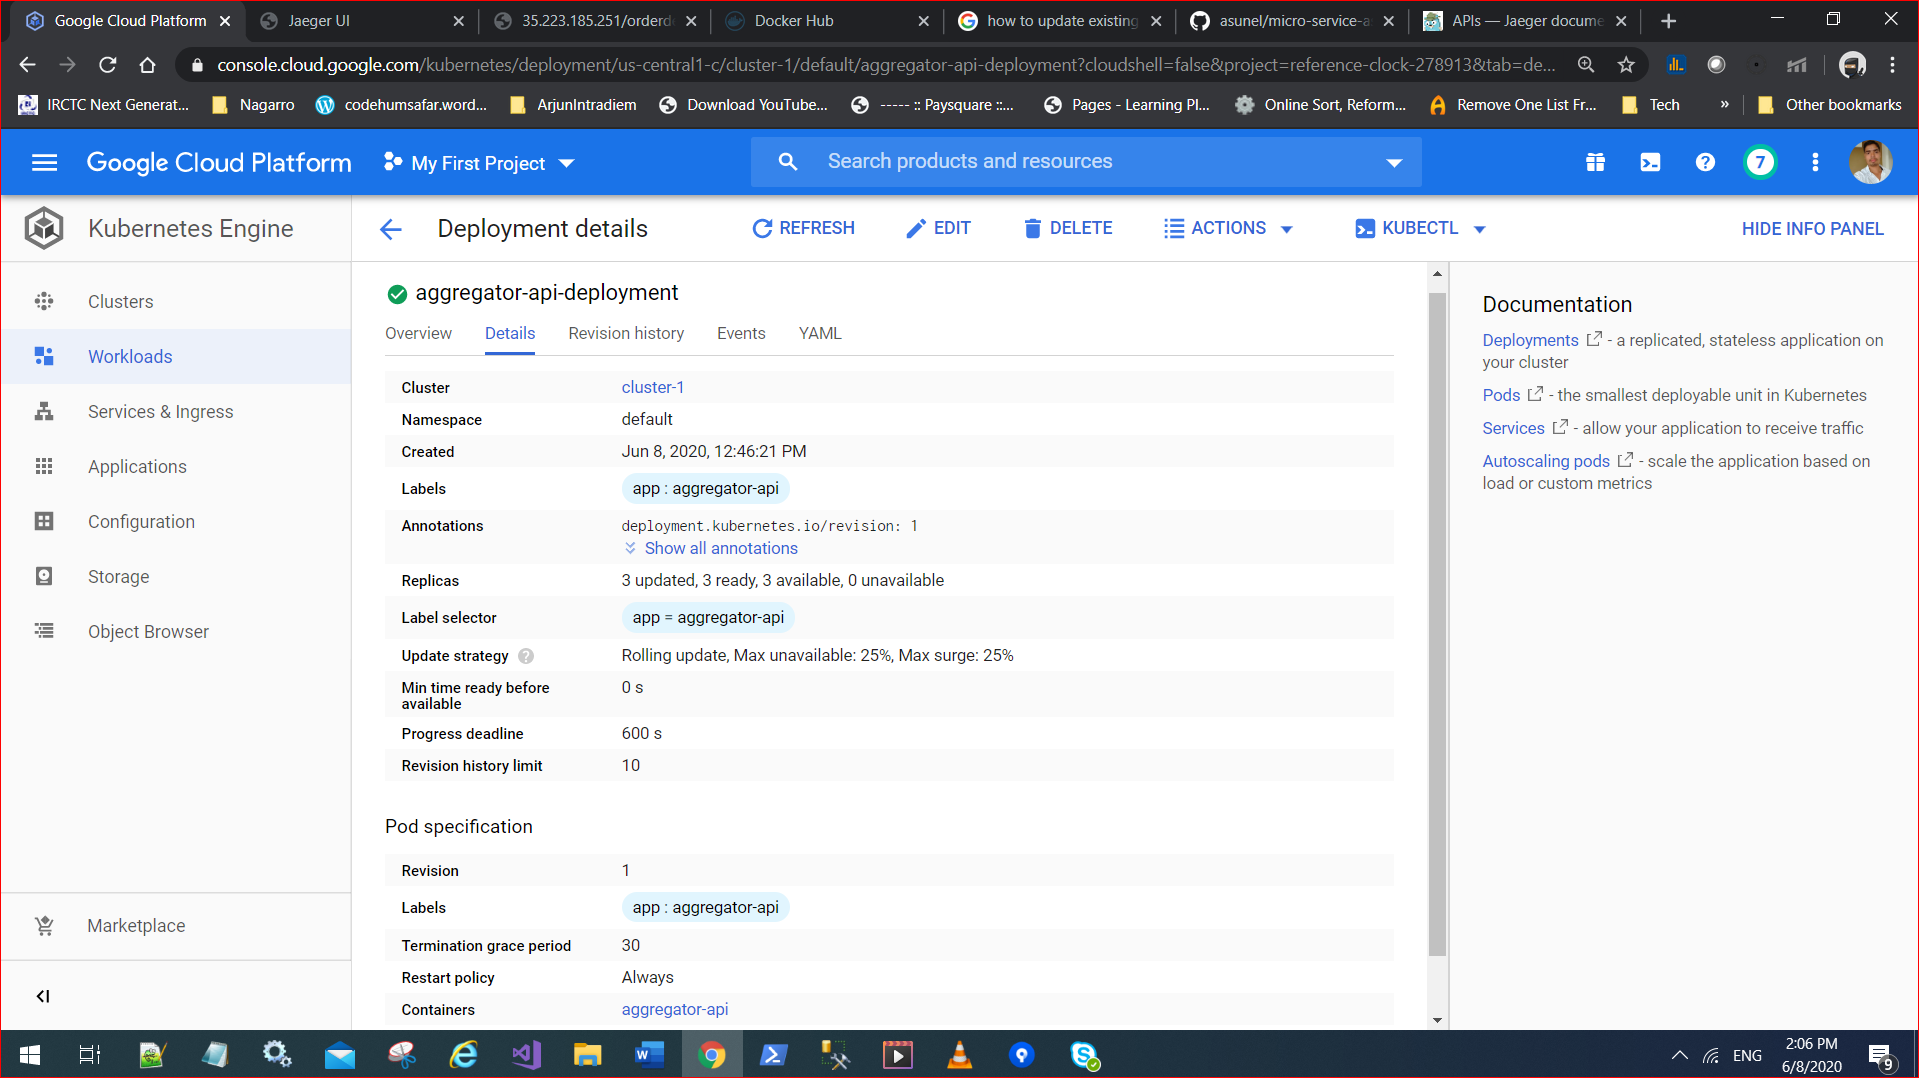 Google Cloud Platform
Jaeger UI
35.223.185.251/orderde
Docker Hub
how to update existing
asunel/micro-service-a
APIs — Jaeger docume
console.cloud.google.com/kubernetes/deployment/us-central1-c/cluster-1/default/aggregator-api-deployment?cloudshell=false&project=reference-clock-278913&tab=de...
IRCTC Next Generat...
Nagarro
codehumsafar.word...
ArjunIntradiem
Download YouTube...
----- :: Paysquare ::...
Pages - Learning Pl...
Online Sort, Reform...
Remove One List Fr...
Tech
»
Other bookmarks
Google Cloud Platform
My First Project
Search products and resources
7
Kubernetes Engine
Deployment details
REFRESH
EDIT
DELETE
ACTIONS
KUBECTL
HIDE INFO PANEL
Clusters
Workloads
Services & Ingress
Applications
Configuration
Storage
Object Browser
Marketplace
aggregator-api-deployment
Overview
Details
Revision history
Events
YAML
Cluster cluster-1
Namespace default
Created Jun 8, 2020, 12:46:21 PM
Labels app : aggregator-api
Annotations deployment.kubernetes.io/revision: 1
Show all annotations
Replicas 3 updated, 3 ready, 3 available, 0 unavailable
Label selector app = aggregator-api
Update strategy ? Rolling update, Max unavailable: 25%, Max surge: 25%
Min time ready before 0 s
available
Progress deadline 600 s
Revision history limit 10
Pod specification
Revision 1
Labels app : aggregator-api
Termination grace period 30
Restart policy Always
Containers aggregator-api
Documentation
Deployments - a replicated, stateless application on
your cluster
Pods - the smallest deployable unit in Kubernetes
Services - allow your application to receive traffic
Autoscaling pods - scale the application based on
load or custom metrics
ENG
2:06 PM
6/8/2020
9